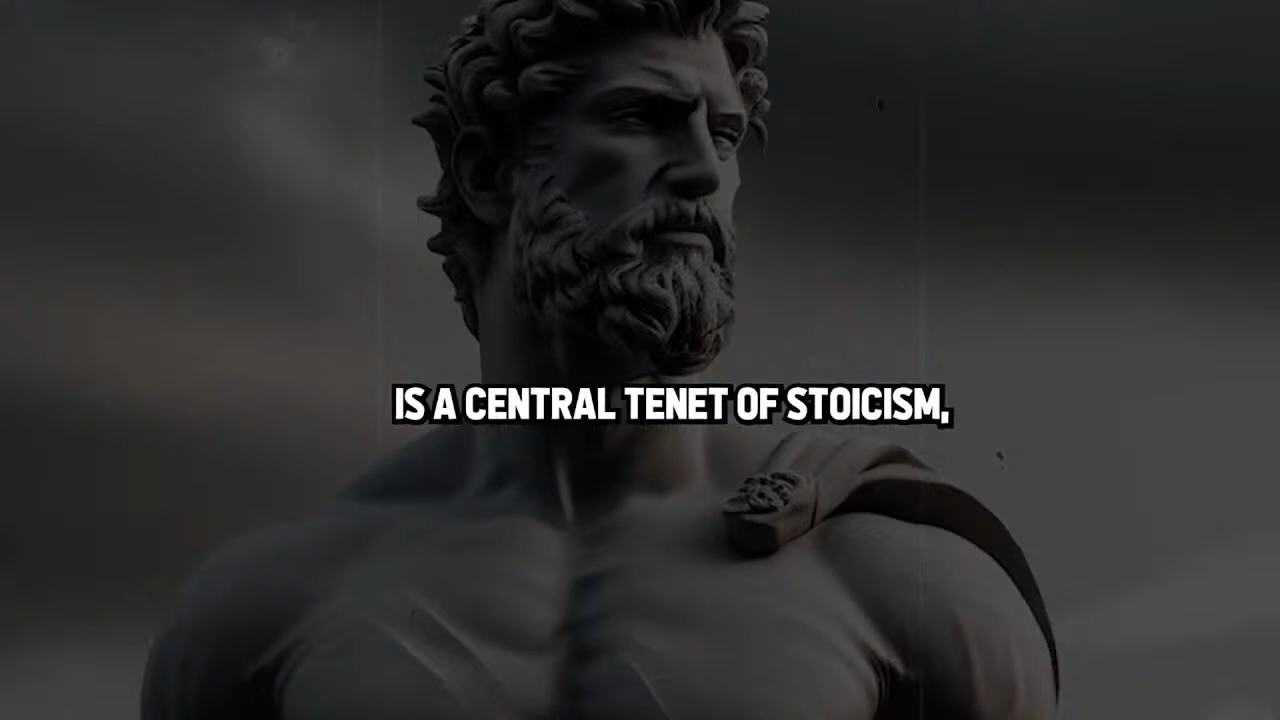 IS A CENTRAL TENET OF STOICISM,